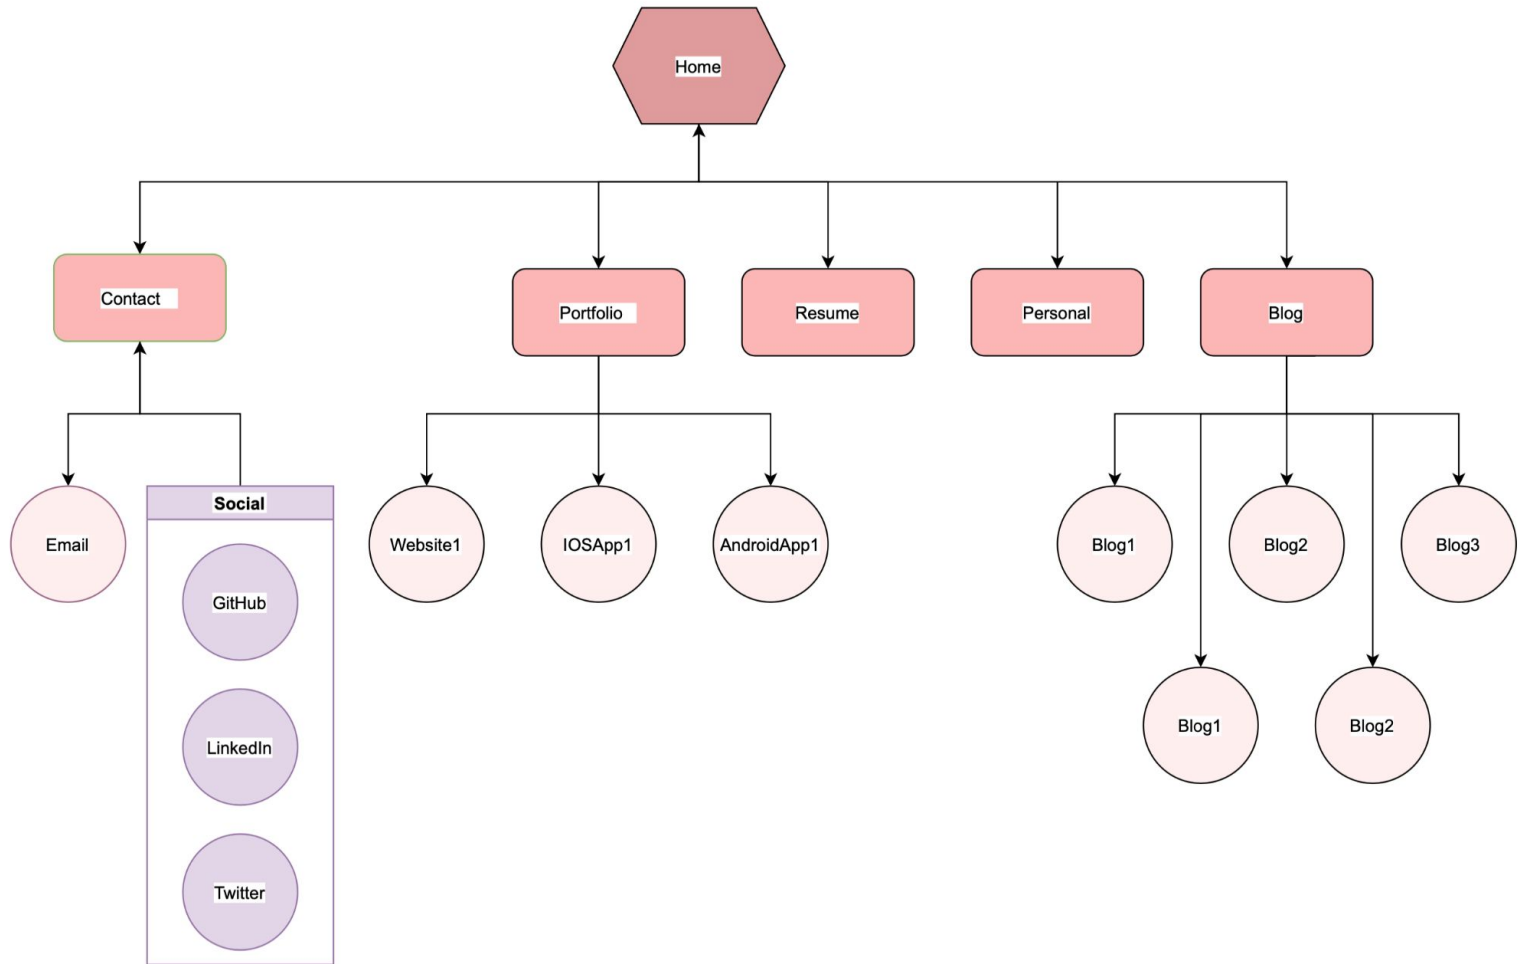 Home
Contact
Portfolio
Resume
Personal
Blog
Email
Social
GitHub
LinkedIn
Twitter
Website1
IOSApp1
AndroidApp1
Blog1
Blog2
Blog3
Blog1
Blog2